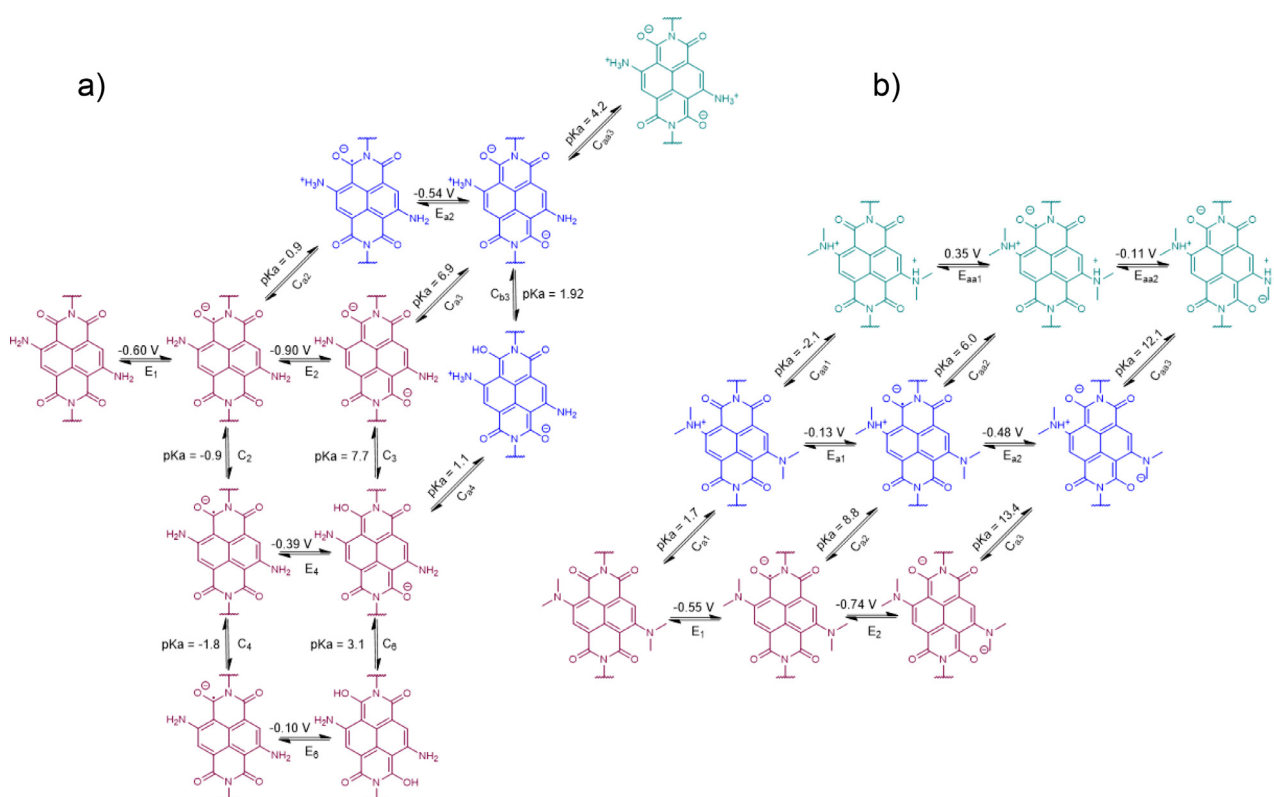 a)
b)
pKa = 4.2
Caa3
-0.54 V
Ea2
pKa = 0.9
Ca2
pKa = 6.9
Ca3
Cb3
pKa = 1.92
-0.60 V
E1
-0.90 V
E2
pKa = -0.9
C2
pKa = 7.7
C3
pKa = 1.1
Ca4
-0.39 V
E4
pKa = -1.8
C4
pKa = 3.1
C6
-0.10 V
E6
0.35 V
Eaa1
-0.11 V
Eaa2
pKa = -2.1
Caa1
pKa = 6.0
Caa2
pKa = 12.1
Caa3
-0.13 V
Ea1
-0.48 V
Ea2
pKa = 1.7
Ca1
pKa = 8.8
Ca2
pKa = 13.4
Ca3
-0.55 V
E1
-0.74 V
E2